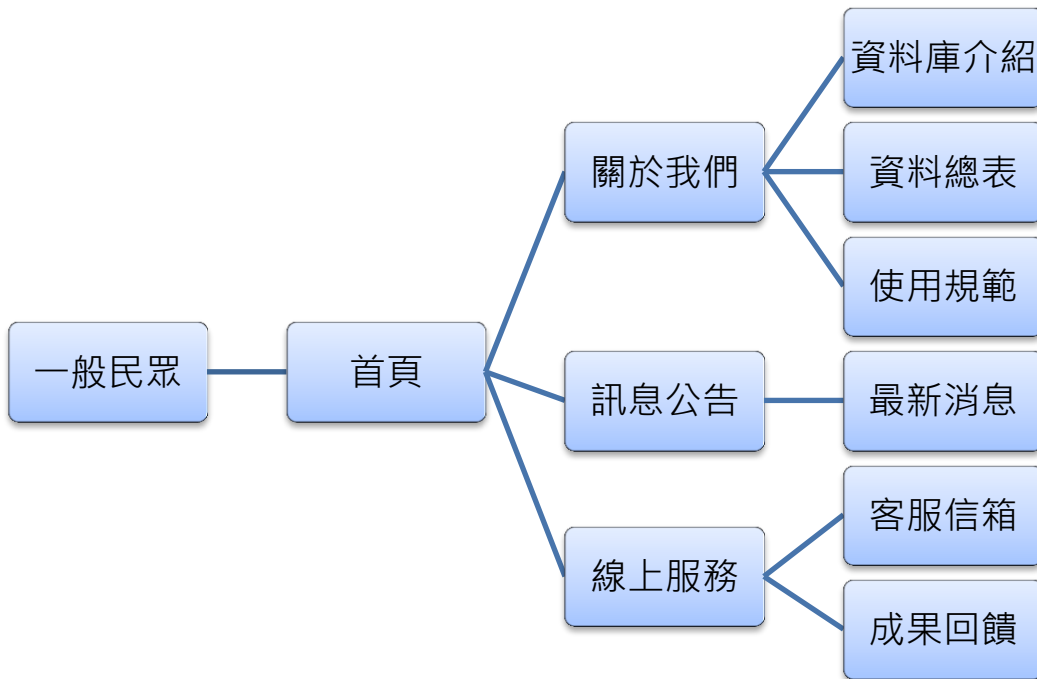 一般民眾
首頁
關於我們
資料庫介紹
資料總表
使用規範
訊息公告
最新消息
線上服務
客服信箱
成果回饋